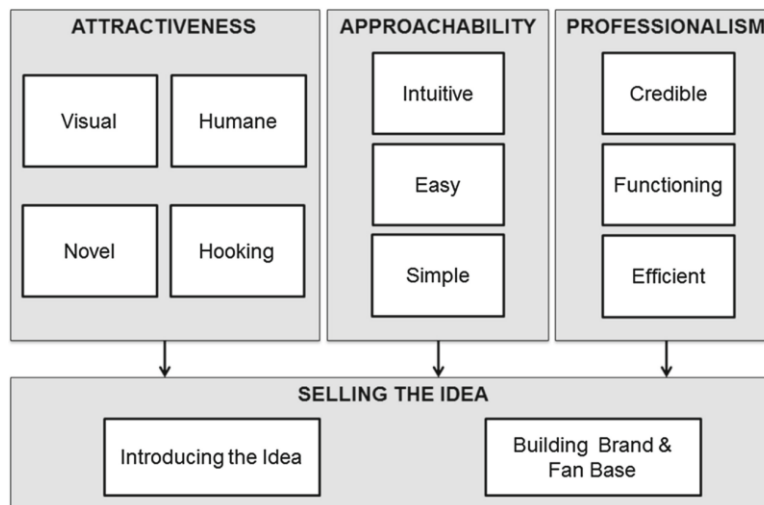 ATTRACTIVENESS
Visual
Humane
Novel
Hooking
APPROACHABILITY
Intuitive
Easy
Simple
PROFESSIONALISM
Credible
Functioning
Efficient
SELLING THE IDEA
Introducing the Idea
Building Brand &
Fan Base